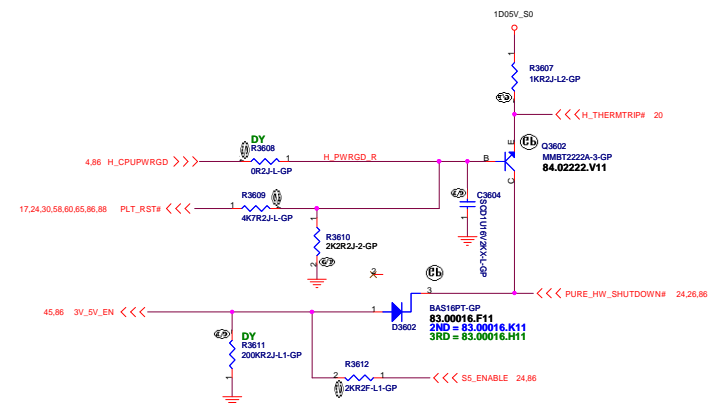 1D05V_S0
1
R3607
1KR2J-L2-GP
H_THERMTRIP# 20
E
Q3602
MMBT2222A-3-GP
84.02222.V11
B
C
DY
R3608
4,86 H_CPUPWRGD
1
H_PWRGD_R
0R2J-L-GP
R3609
17,24,30,58,60,65,86,88 PLT_RST#
1
4K7R2J-L-GP
C3604
SCD1U16V2KX-L-GP
1
1
R3610
2K2R2J-2-GP
2
3
PURE_HW_SHUTDOWN# 24,26,86
45,86 3V_5V_EN
1
D3602
BAS16PT-GP
83.00016.F11
2ND = 83.00016.K11
3RD = 83.00016.H11
DY
R3611
200KR2J-L1-GP
1
R3612
2
1
2KR2F-L1-GP
S5_ENABLE 24,86